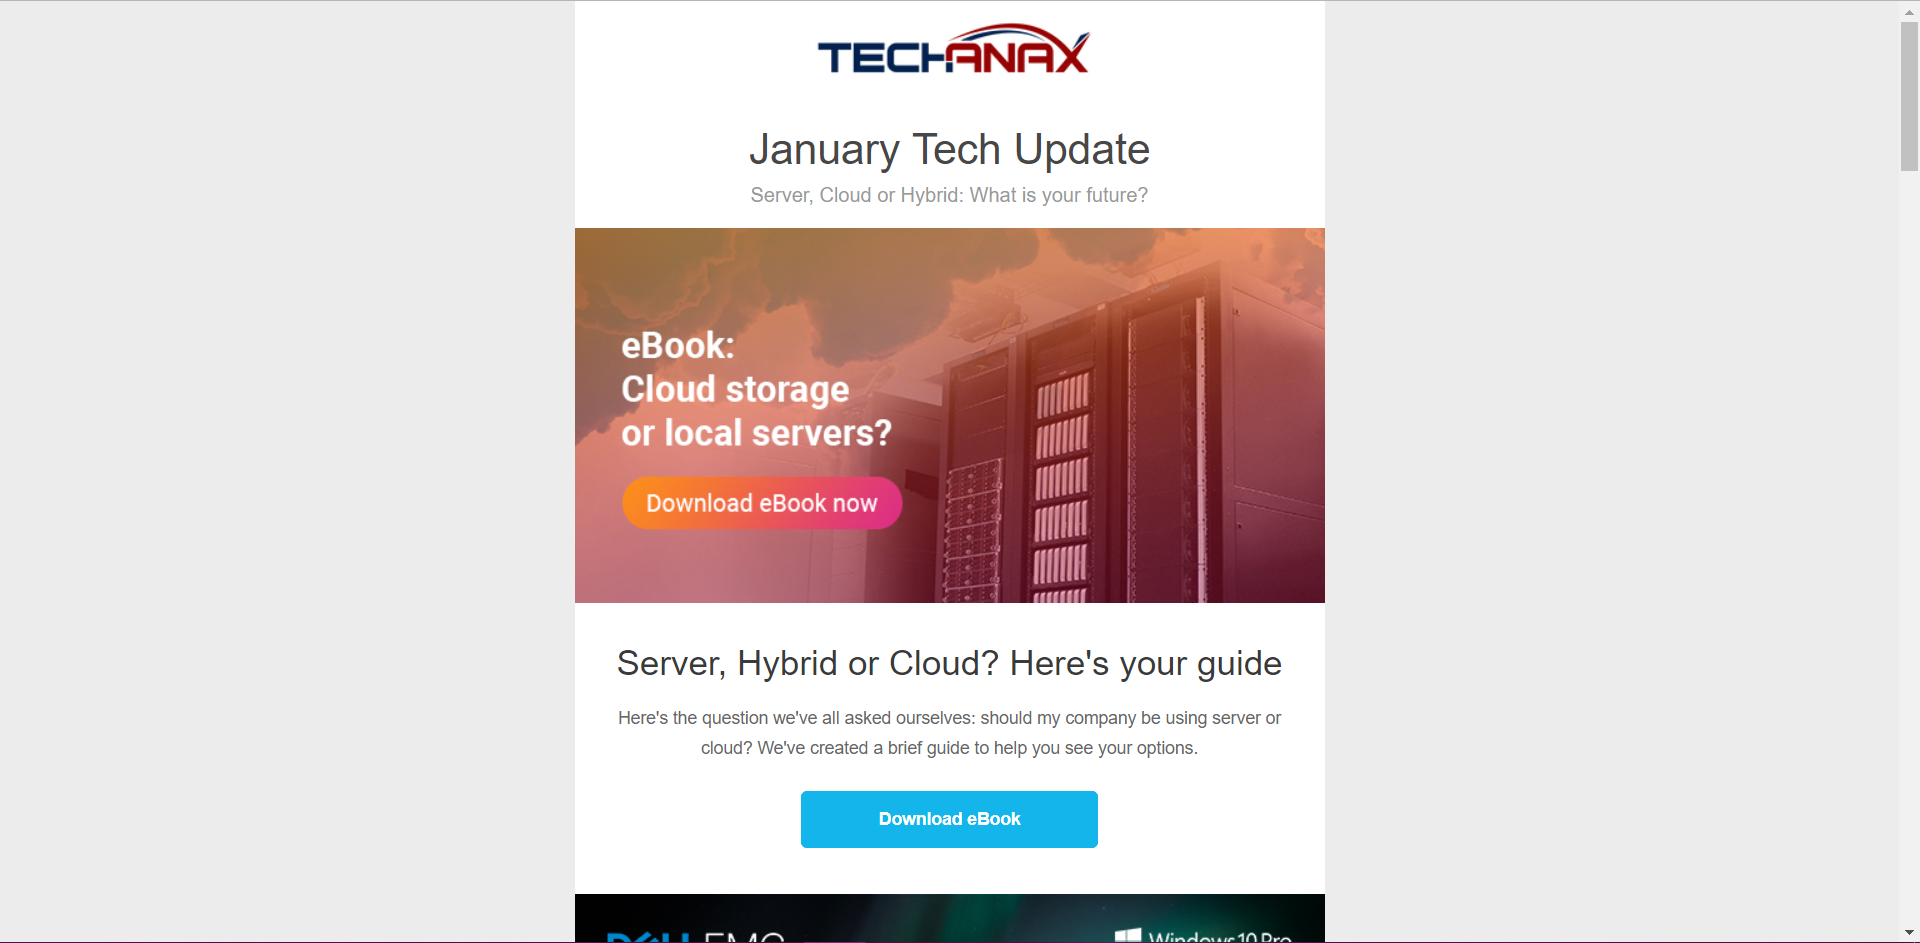 TECHANAX
January Tech Update
Server, Cloud or Hybrid: What is your future?
eBook:
Cloud storage
or local servers?
Download eBook now
Server, Hybrid or Cloud? Here's your guide
Here's the question we've all asked ourselves: should my company be using server or
cloud? We've created a brief guide to help you see your options.
Download eBook
DELL EMC
Windows 10 Pro